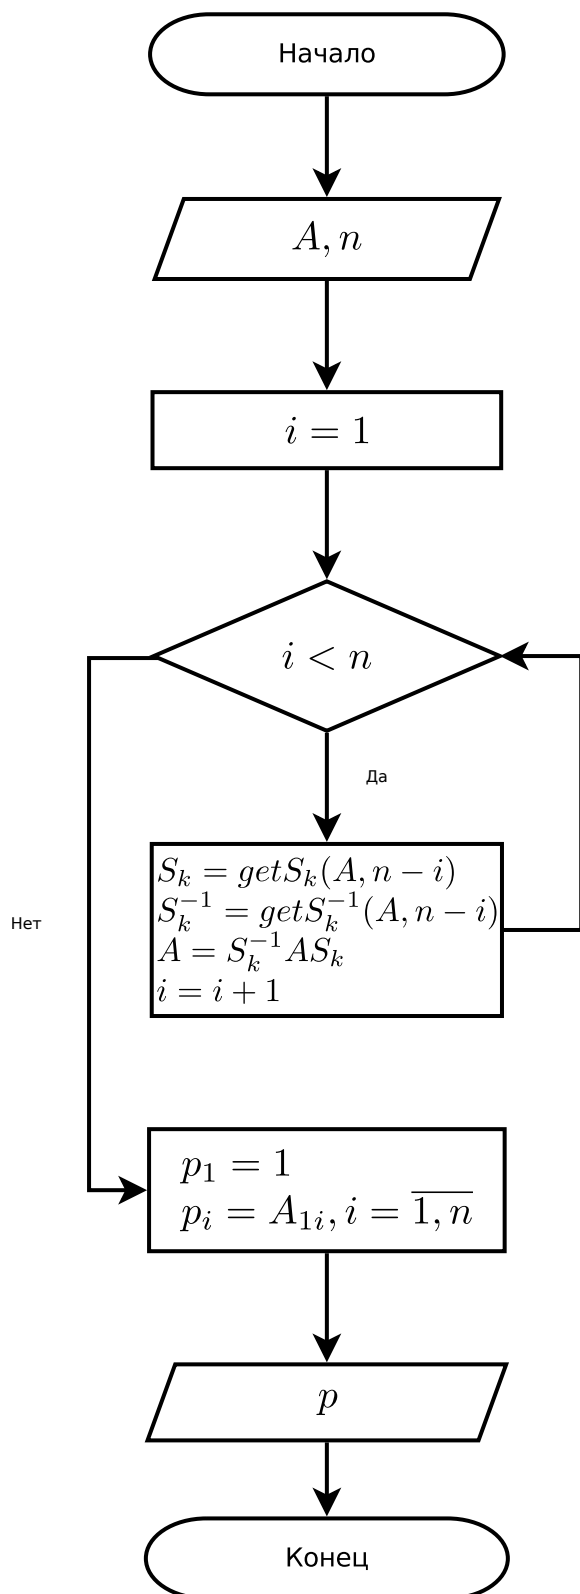 Начало
A, n
i = 1
i < n
Да
S_k = getS_k(A, n − i)
S_k^{-1} = getS_k^{-1}(A, n − i)
A = S_k^{-1}AS_k
i = i + 1
Нет
p_1 = 1
p_i = A_{1i}, i = \overline{1, n}
p
Конец